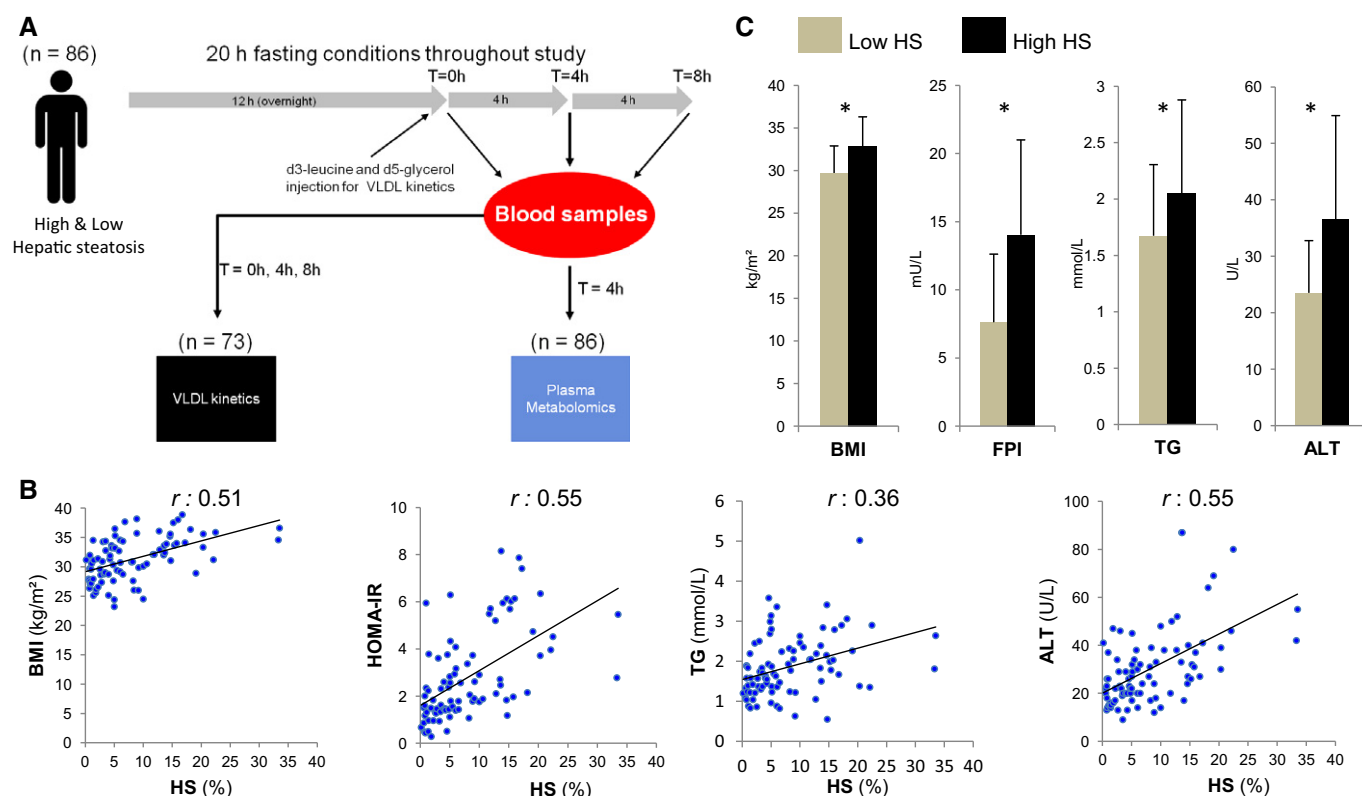 A
(n = 86)
20 h fasting conditions throughout study
T=0h
T=4h
T=8h
12 h (overnight)
4 h
4 h
d3-leucine and d5-glycerol
injection for VLDL kinetics
High & Low
Hepatic steatosis
Blood samples
T = 0h, 4h, 8h
T = 4h
(n = 73)
(n = 86)
VLDL kinetics
Plasma
Metabolomics
C
Low HS
High HS
40
35
30
25
20
15
10
5
0
kg/m²
*
BMI
25
20
15
10
5
0
mU/L
*
FPI
3
2.5
2
1.5
1
0.5
0
mmol/L
*
TG
60
50
40
30
20
10
0
U/L
*
ALT
B
r : 0.51
BMI (kg/m²)
40
35
30
25
20
15
10
5
0
0 5 10 15 20 25 30 35 40
HS (%)
r : 0.55
HOMA-IR
10
8
6
4
2
0
0 5 10 15 20 25 30 35 40
HS (%)
r : 0.36
TG (mmol/L)
6
5
4
3
2
1
0
0 5 10 15 20 25 30 35 40
HS (%)
r : 0.55
ALT (U/L)
100
80
60
40
20
0
0 5 10 15 20 25 30 35 40
HS (%)